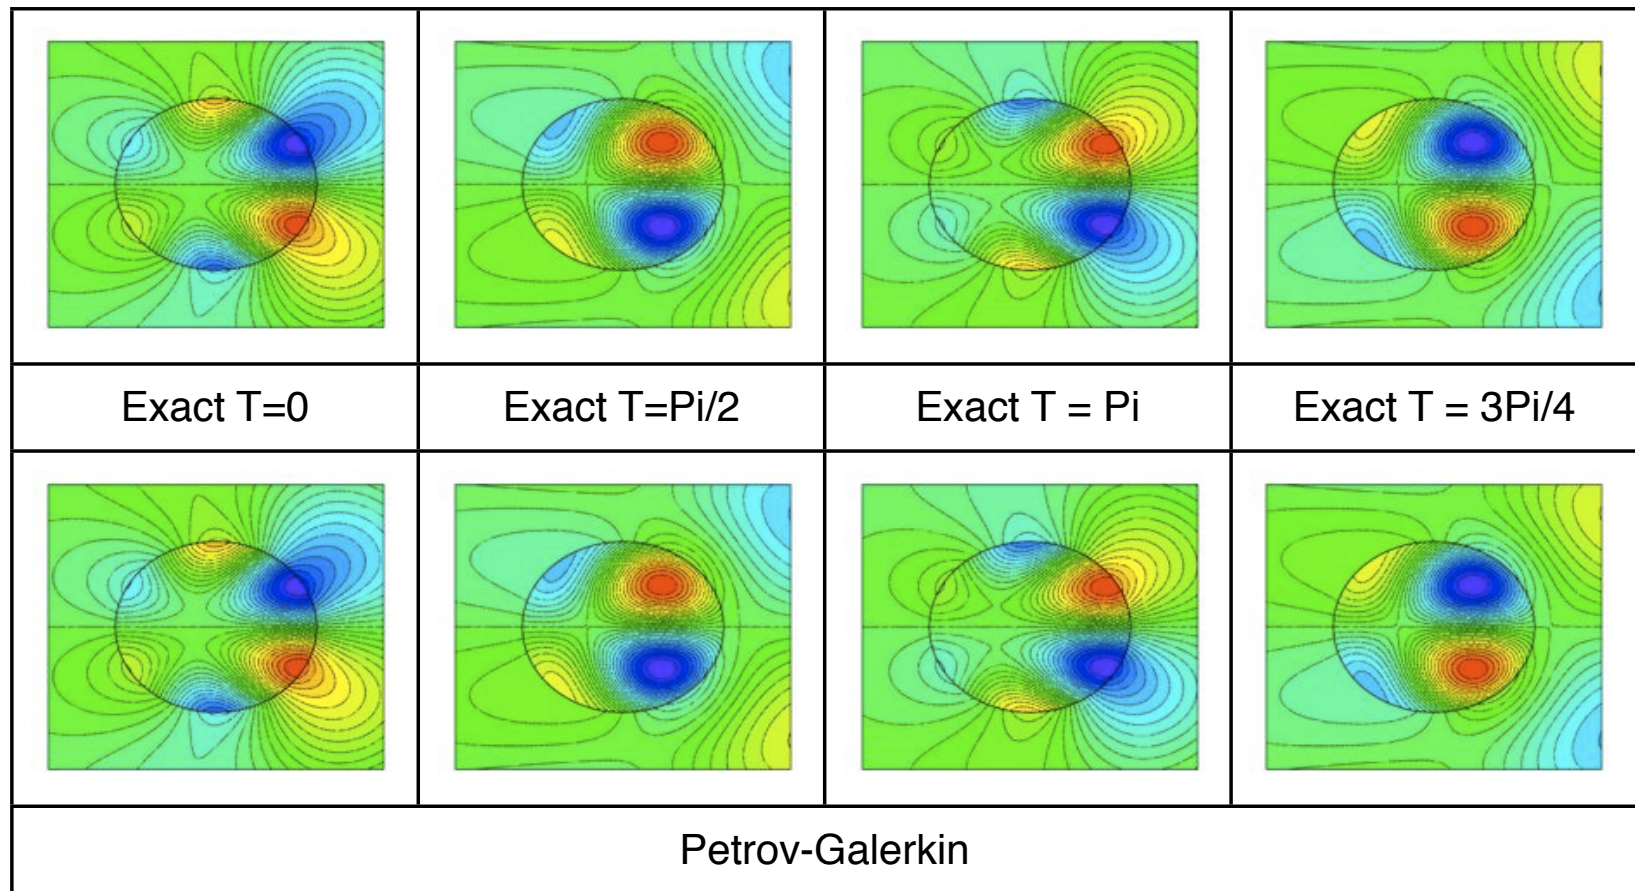 Exact T=0
Exact T=Pi/2
Exact T = Pi
Exact T = 3Pi/4
Petrov-Galerkin